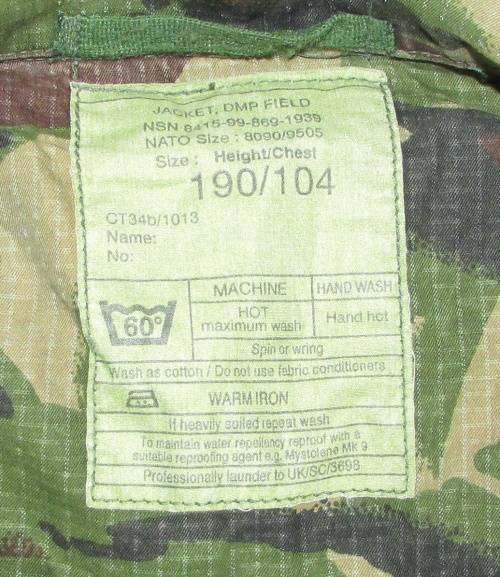 JACKET, DMP FIELD
NSN 8415-99-869-1939
NATO Size : 8090/9505
Size : Height/Chest
190/104
CT34b/1013
Name:
No:
60°
MACHINE HAND WASH
HOT
maximum wash
Hand hot
Spin or wring
Wash as cotton / Do not use fabric conditioners
WARM IRON
If heavily soiled repeat wash
To maintain water repellency reproof with a
suitable reproofing agent e.g. Mystolene Mk 9
Professionally launder to UK/SC/3698